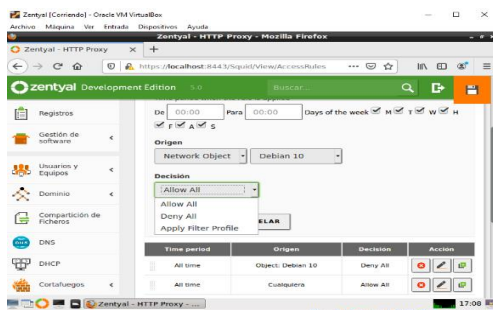 Zentyal [Corriendo] - Oracle VM VirtualBox
Archivo Máquina Ver Entrada Dispositivos Ayuda
Zentyal - HTTP Proxy - Mozilla Firefox
Zentyal - HTTP Proxy
https://localhost:8443/Squid/View/AccessRules
zentyal Development Edition 5.0
Buscar...
Registros
Gestión de software
Usuarios y Equipos
Dominio
Compartición de Ficheros
DNS
DHCP
Cortafuegos
De 00:00 Para 00:00 Days of the week M T W H
F A S
Origen
Network Object Debian 10
Decisión
Allow All
Allow All
Deny All
Apply Filter Profile
ELAR
Time period Origen Decisión Acción
All time Object: Debian 10 Deny All
All time Cualquiera Allow All
Zentyal - HTTP Proxy - ...
17:08